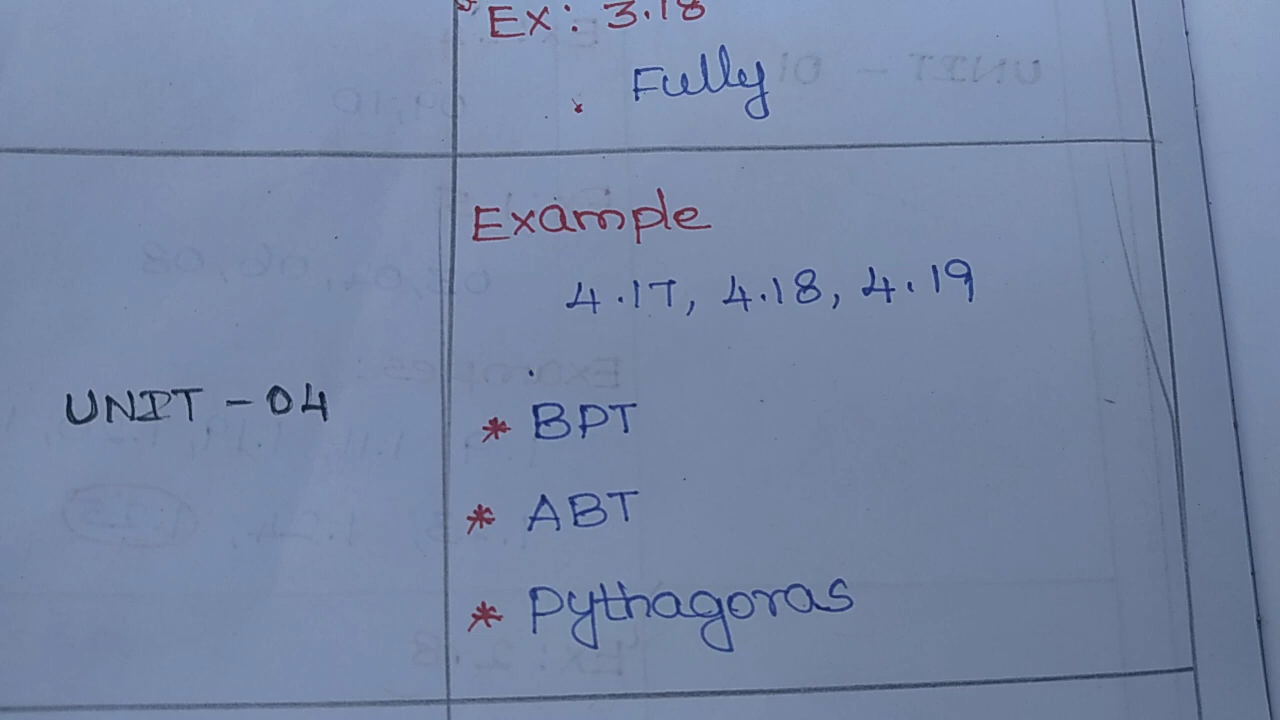 Ex: 3.18
Fully
Example
4.17, 4.18, 4.19
UNIT - 04
* BPT
* ABT
* Pythagoras